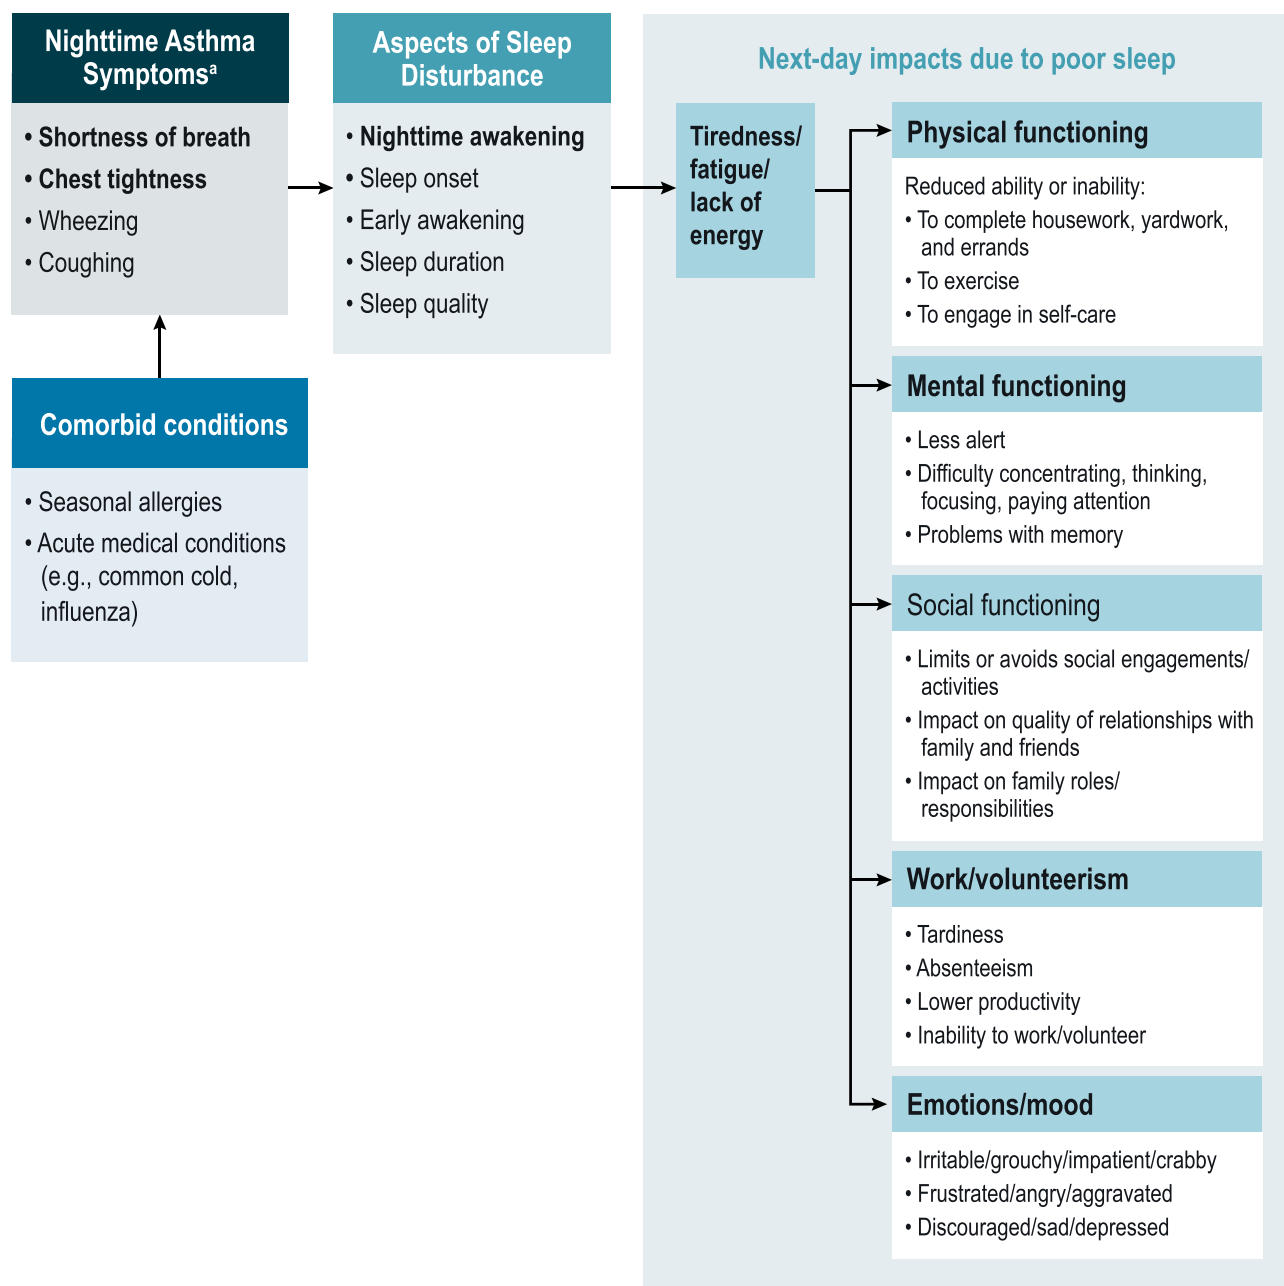 Nighttime Asthma
Symptomsa
• Shortness of breath
• Chest tightness
• Wheezing
• Coughing
Comorbid conditions
• Seasonal allergies
• Acute medical conditions
(e.g., common cold,
influenza)
Aspects of Sleep
Disturbance
• Nighttime awakening
• Sleep onset
• Early awakening
• Sleep duration
• Sleep quality
Next-day impacts due to poor sleep
Tiredness/
fatigue/
lack of
energy
Physical functioning
Reduced ability or inability:
• To complete housework, yardwork,
and errands
• To exercise
• To engage in self-care
Mental functioning
• Less alert
• Difficulty concentrating, thinking,
focusing, paying attention
• Problems with memory
Social functioning
• Limits or avoids social engagements/
activities
• Impact on quality of relationships with
family and friends
• Impact on family roles/
responsibilities
Work/volunteerism
• Tardiness
• Absenteeism
• Lower productivity
• Inability to work/volunteer
Emotions/mood
• Irritable/grouchy/impatient/crabby
• Frustrated/angry/aggravated
• Discouraged/sad/depressed